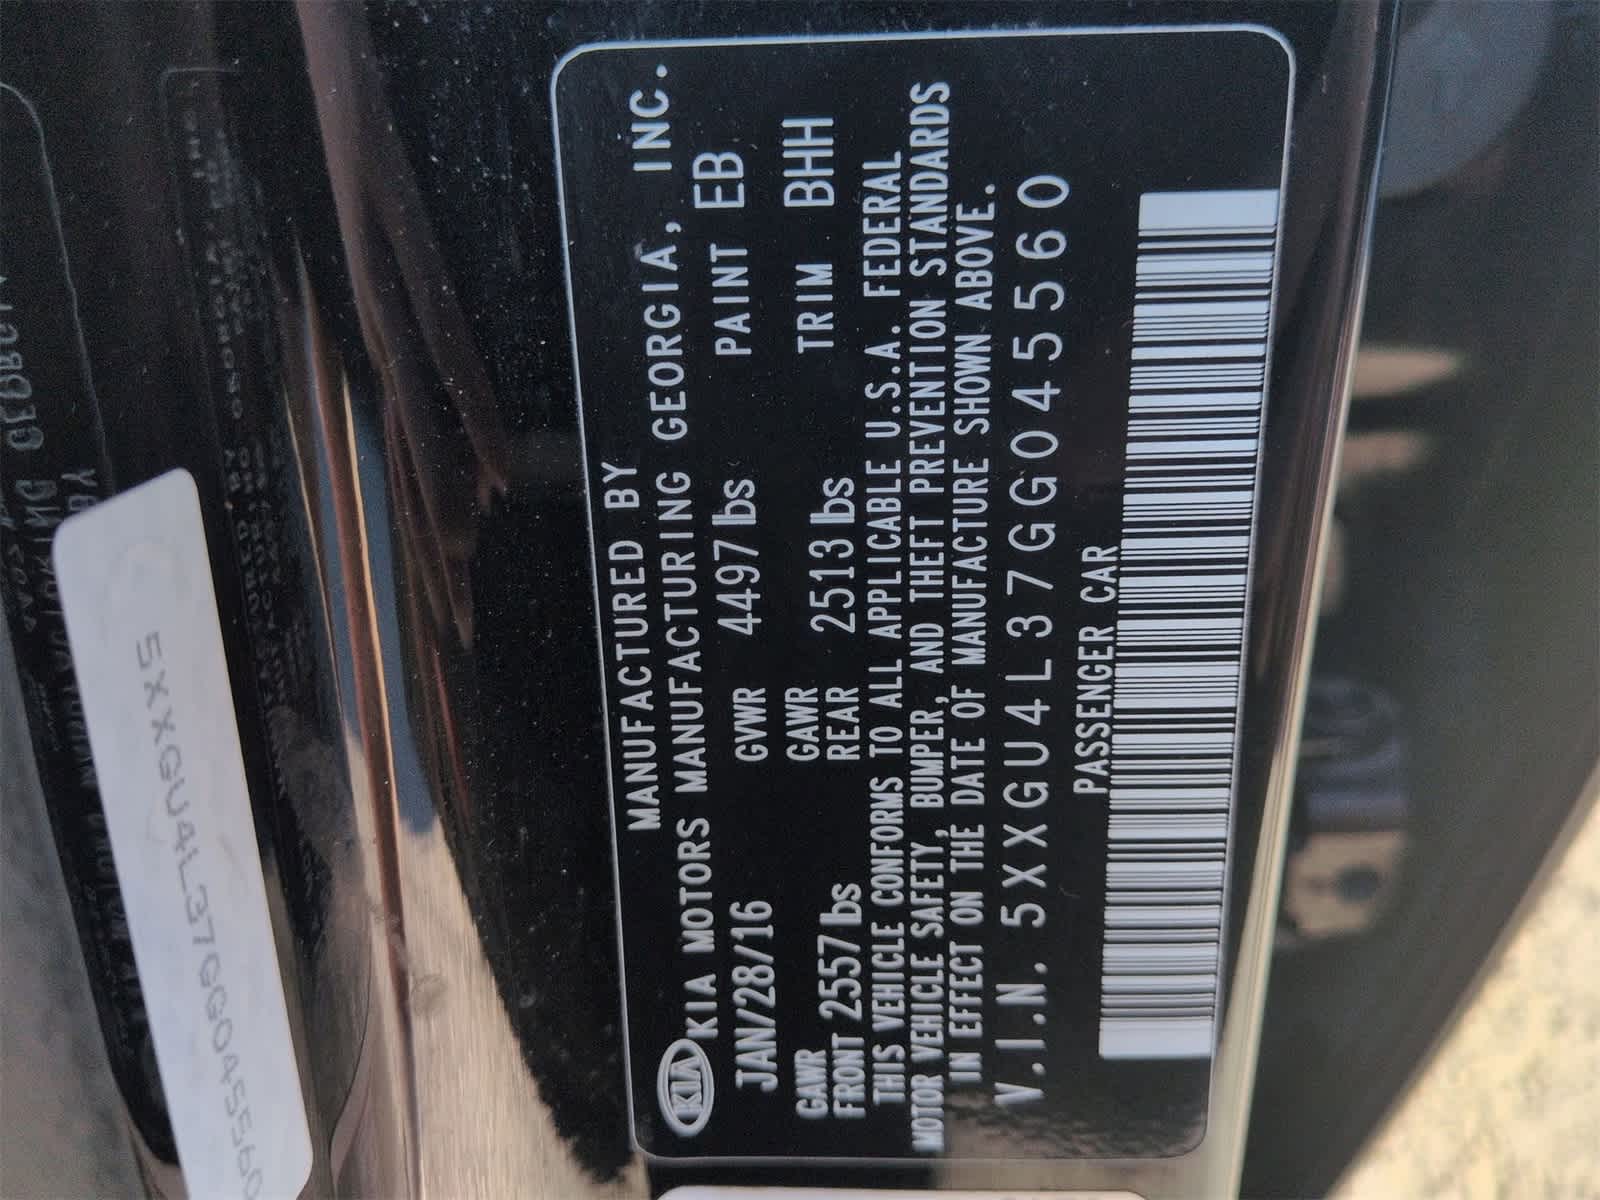 MANUFACTURED BY
KIA KIA MOTORS MANUFACTURING GEORGIA, INC.
JAN/28/16 GVWR 4497 lbs PAINT EB
GAWR FRONT 2557 lbs GAWR REAR 2513 lbs TRIM BHH
THIS VEHICLE CONFORMS TO ALL APPLICABLE U.S.A. FEDERAL
MOTOR VEHICLE SAFETY, BUMPER, AND THEFT PREVENTION STANDARDS
IN EFFECT ON THE DATE OF MANUFACTURE SHOWN ABOVE.
V.I.N. 5XXGU4L37GG045560
PASSENGER CAR
5XXGU4L37GG045560